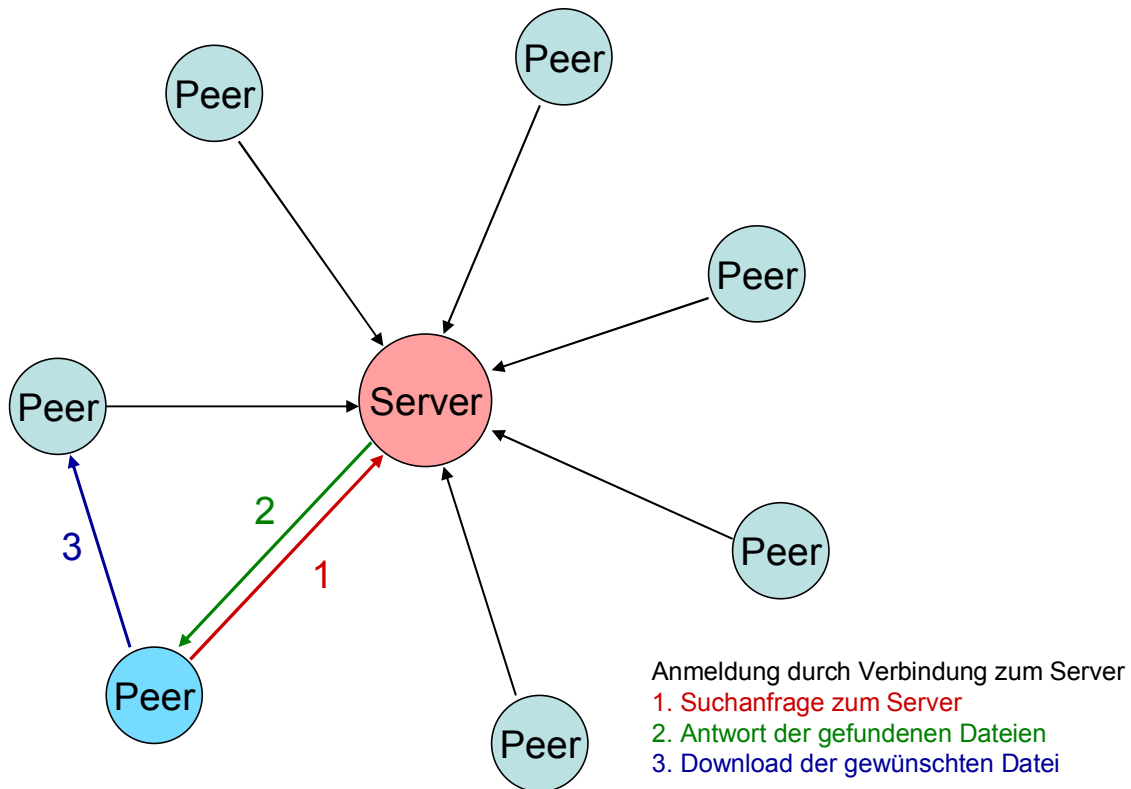 Peer
Peer
Peer
Peer
Server
2
3
1
Peer
Peer
Peer
Anmeldung durch Verbindung zum Server
1. Suchanfrage zum Server
2. Antwort der gefundenen Dateien
3. Download der gewünschten Datei